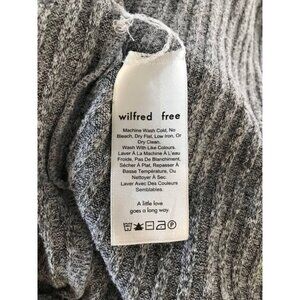 wilfred free
Machine Wash Cold, No
Bleach, Dry Flat, Low Iron, Or
Dry Clean.
Wash With Like Colours.
Laver À La Machine À L'eau
Froide, Pas De Blanchiment,
Sécher À Plat, Repasser À
Basse Température, Du
Nettoyer À Sec.
Laver Avec Des Couleurs
Semblables.
A little love
goes a long way.